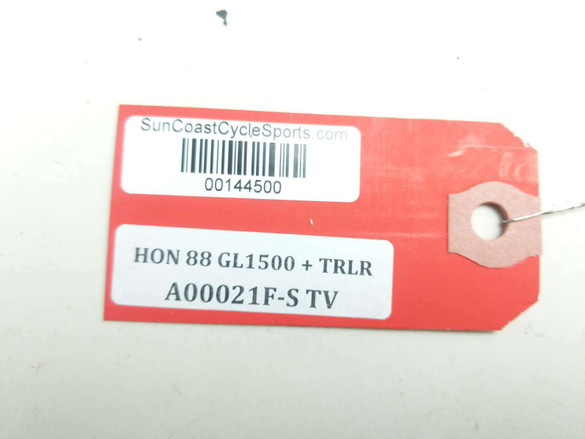 SunCoastCycleSports.com
00144500
HON 88 GL1500 + TRLR
A00021F-S TV